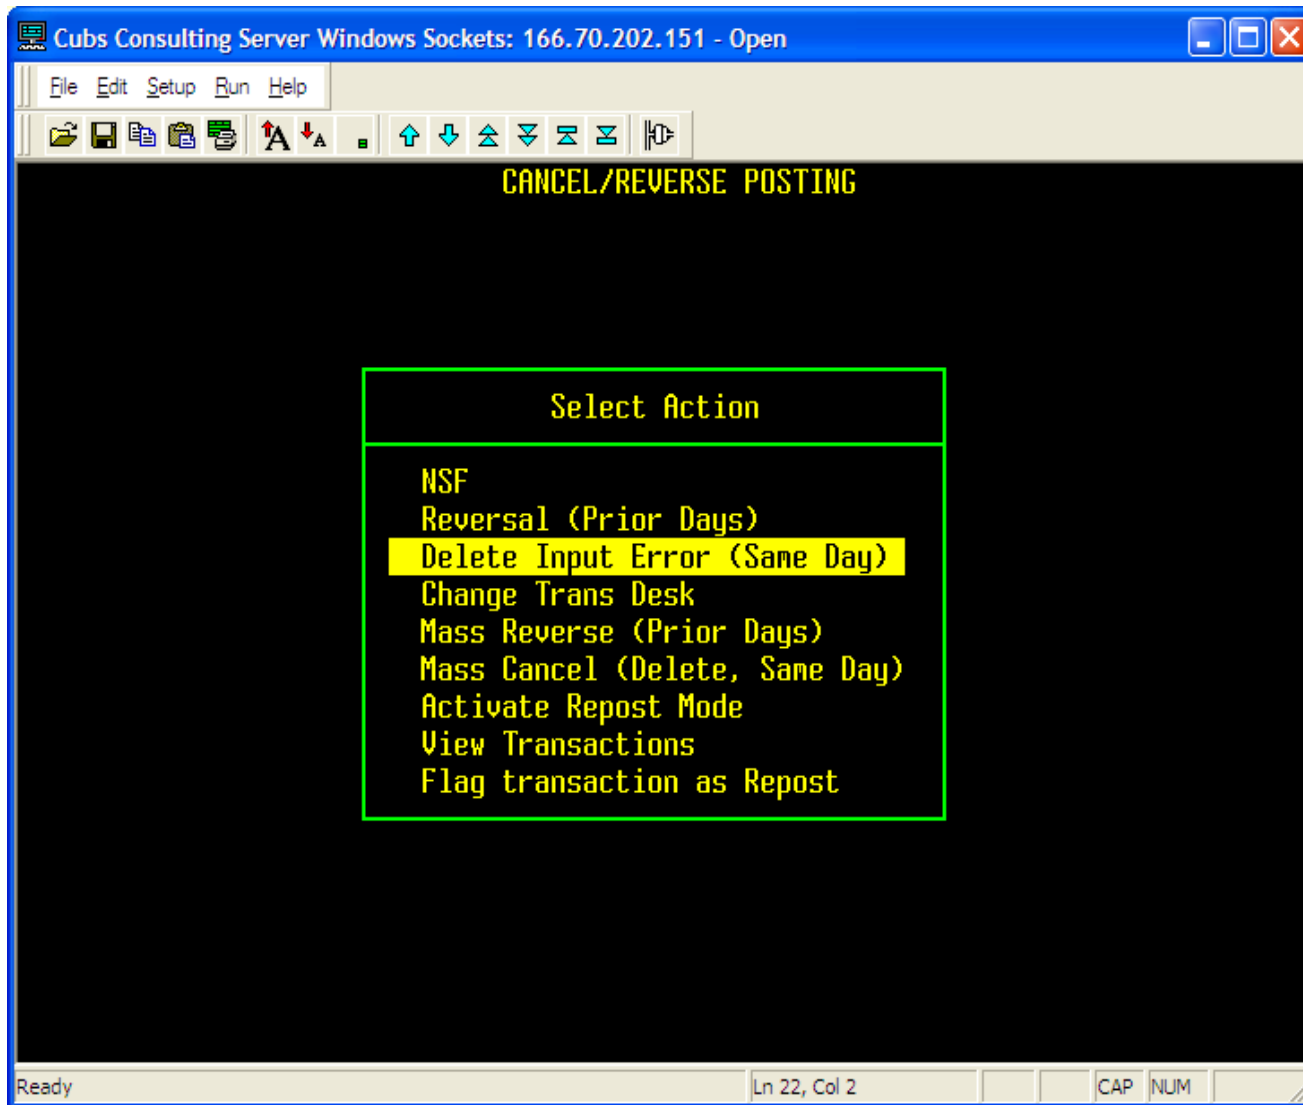 Cubs Consulting Server Windows Sockets: 166.70.202.151 - Open
File Edit Setup Run Help
CANCEL/REVERSE POSTING
Select Action
NSF
Reversal (Prior Days)
Delete Input Error (Same Day)
Change Trans Desk
Mass Reverse (Prior Days)
Mass Cancel (Delete, Same Day)
Activate Repost Mode
View Transactions
Flag transaction as Repost
Ready Ln 22, Col 2 CAP NUM